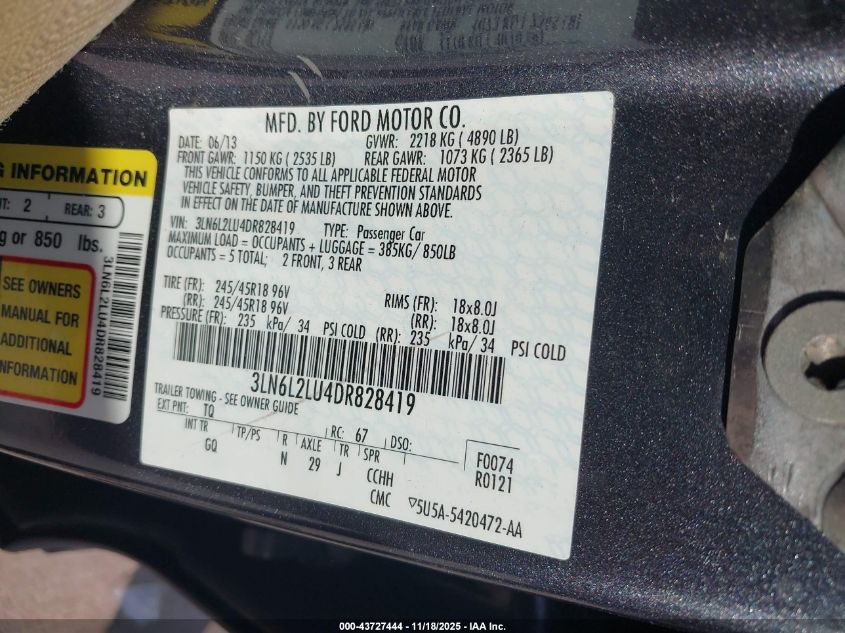 MFD. BY FORD MOTOR CO.
DATE: 06/13 GVWR: 2218 KG ( 4890 LB)
FRONT GAWR: 1150 KG ( 2535 LB) REAR GAWR: 1073 KG ( 2365 LB)
THIS VEHICLE CONFORMS TO ALL APPLICABLE FEDERAL MOTOR
VEHICLE SAFETY, BUMPER, AND THEFT PREVENTION STANDARDS
IN EFFECT ON THE DATE OF MANUFACTURE SHOWN ABOVE.
VIN: 3LN6L2LU4DR828419 TYPE: Passenger Car
MAXIMUM LOAD = OCCUPANTS + LUGGAGE = 385KG/ 850LB
OCCUPANTS = 5 TOTAL; 2 FRONT, 3 REAR
TIRE (FR): 245/45R18 96V RIMS (FR): 18x8.0J
(RR): 245/45R18 96V (RR): 18x8.0J
PRESSURE (FR): 235 kPa/ 34 PSI COLD (RR): 235 kPa/ 34 PSI COLD
3LN6L2LU4DR828419
TRAILER TOWING - SEE OWNER GUIDE
EXT PNT: TQ RC: 67 DSO:
INT TR TP/PS R AXLE TR SPR
GQ N 29 J CCHH
CMC
F0074
R0121
▽5U5A-5420472-AA
G INFORMATION
NT: 2 REAR: 3
g or 850 lbs.
SEE OWNERS
MANUAL FOR
ADDITIONAL
INFORMATION
3LN6L2LU4DR828419
000-43727444 | 11/18/2025 - IAA Inc.